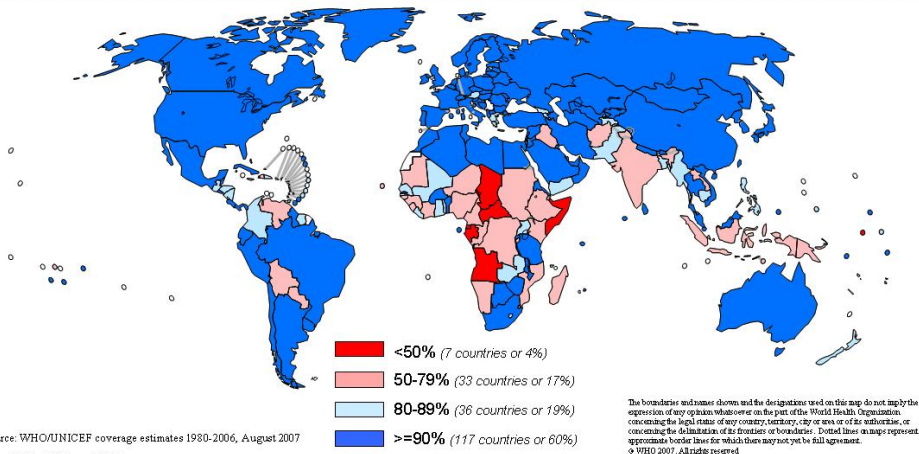 <50% (7 countries or 4%)
50-79% (33 countries or 17%)
80-89% (36 countries or 19%)
>=90% (117 countries or 60%)
rce: WHO/UNICEF coverage estimates 1980-2006, August 2007
The boundaries and names shown and the designations used on this map do not imply the
expression of any opinion whatsoever on the part of the World Health Organization
concerning the legal status of any country, territory, city or area or of its authorities, or
concerning the delimitation of its frontiers or boundaries. Dotted lines on maps represent
approximate border lines for which there may not yet be full agreement.
© WHO 2007. All rights reserved